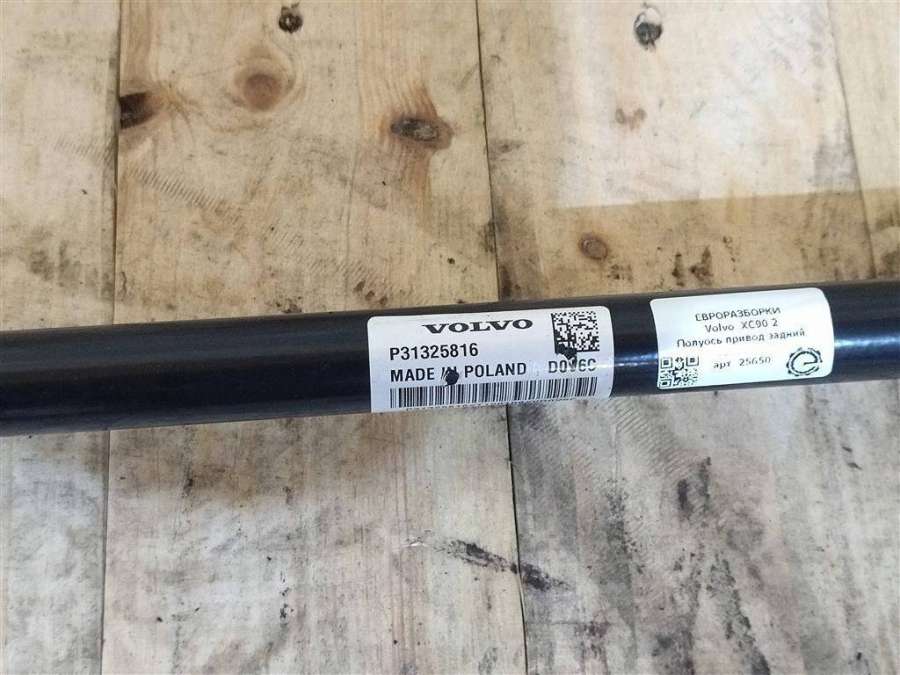 VOLVO
P31325816
MADE IN POLAND
ЕВРОРАЗБОРКИ
Volvo XC90 2
Полуось привод задний
арт 25650